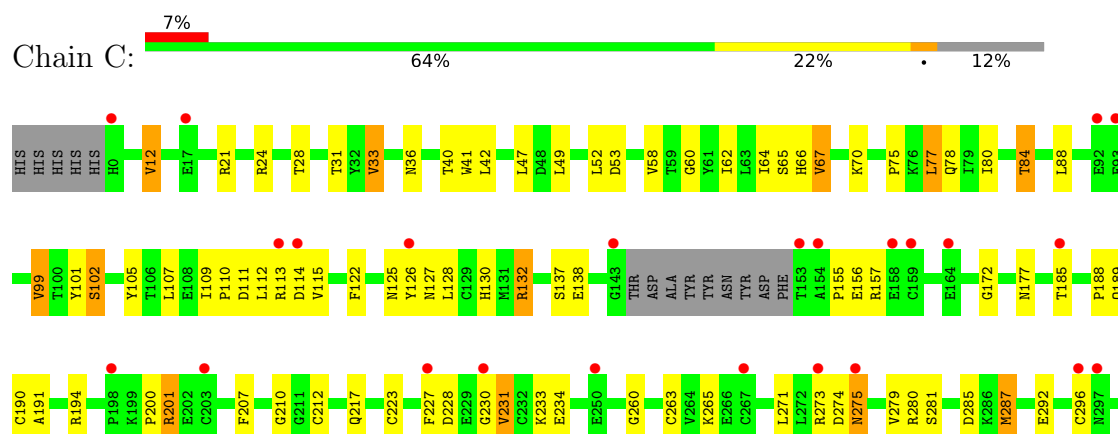 7%
Chain C:
64% 22% • 12%
HIS HIS HIS HIS HIS H0 V12 E17 R21 R24 T28 T31 Y32 V33 N36 T40 W41 L42 L47 D48 L49 L52 D53 V58 T59 G60 Y61 I62 L63 I64 S65 H66 V67 K70 P75 K76 L77 Q78 I79 I80 T84 L88 E92 E93
V99 T100 Y101 S102 Y105 T106 L107 E108 I109 P110 D111 L112 R113 D114 V115 F122 N125 Y126 N127 L128 C129 H130 M131 R132 S137 E138 G143 THR ASP ALA TYR TYR ASN TYR ASP PHE T153 A154 P155 E156 R157 E158 C159 E164 G172 N177 T185 P188 D189
C190 A191 R194 P198 K199 P200 R201 E202 C203 F207 G210 G211 C212 Q217 C223 F227 D228 E229 G230 V231 C232 K233 E234 E250 G260 C263 V264 K265 E266 C267 L271 L272 R273 D274 N275 V279 R280 S281 D285 K286 M287 E292 C296 N297